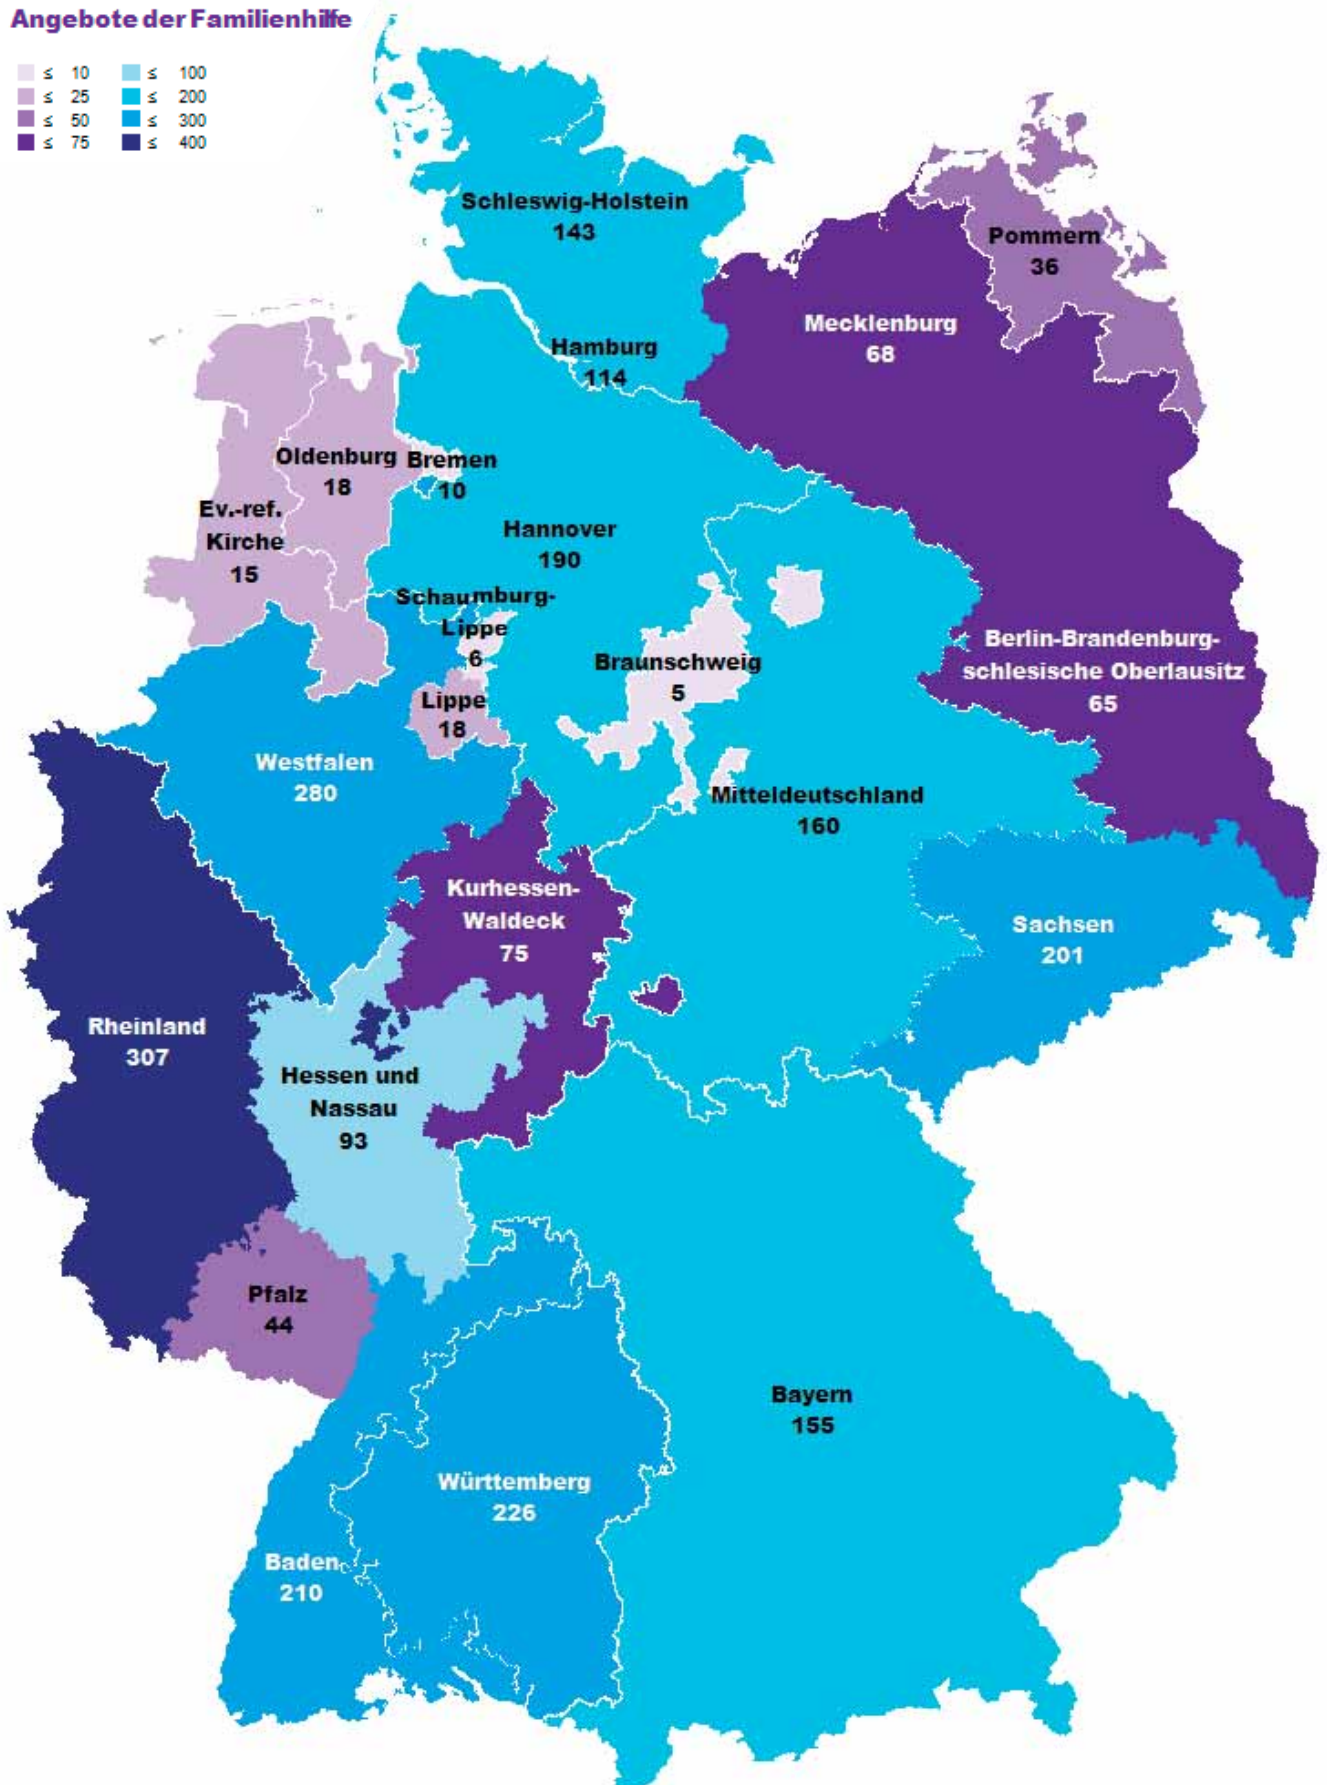 Angebote der Familienhilfe
≤ 10
≤ 25
≤ 50
≤ 75
≤ 100
≤ 200
≤ 300
≤ 400
Schleswig-Holstein
143
Pommern
36
Mecklenburg
68
Hamburg
114
Oldenburg
18
Bremen
10
Ev.-ref.
Kirche
15
Hannover
190
Schaumburg-
Lippe
6
Braunschweig
5
Berlin-Brandenburg-
schlesische Oberlausitz
65
Lippe
18
Westfalen
280
Mitteldeutschland
160
Kurhessen-
Waldeck
75
Sachsen
201
Rheinland
307
Hessen und
Nassau
93
Pfalz
44
Bayern
155
Württemberg
226
Baden
210